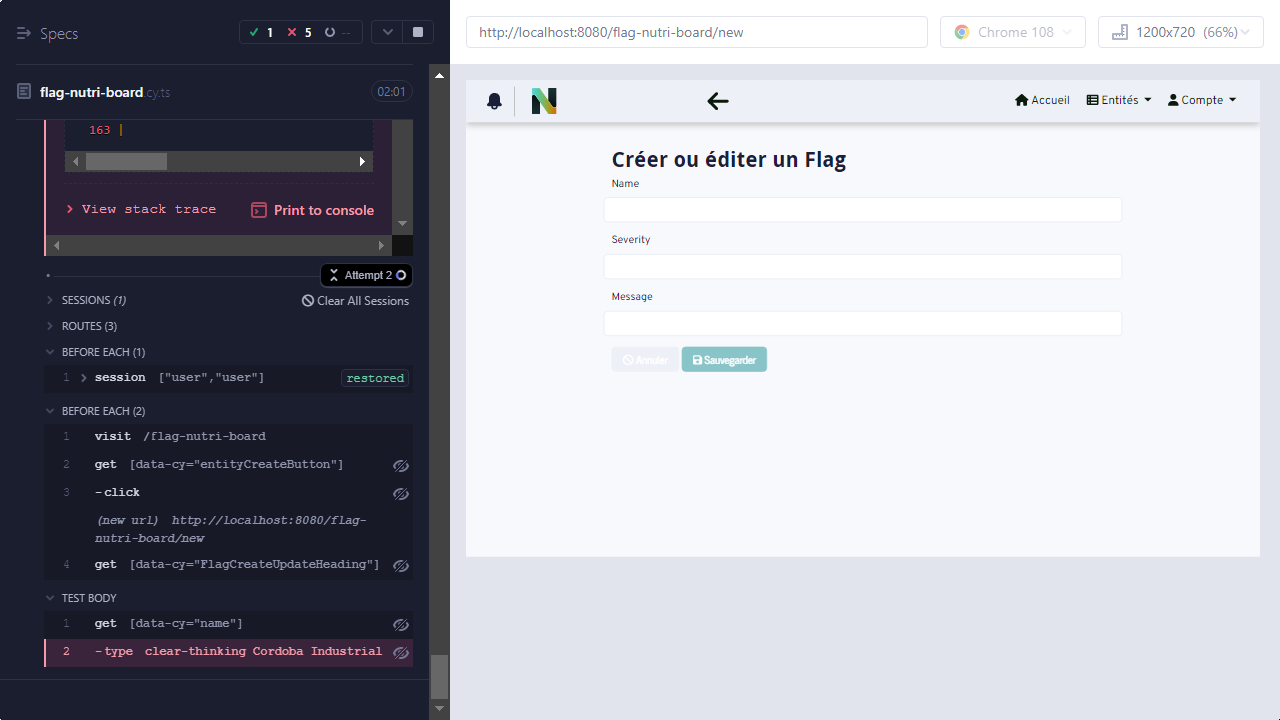 Specs
1
5
--
flag-nutri-board.cy.ts
02:01
163 |
View stack trace
Print to console
Attempt 2
SESSIONS (1)
Clear All Sessions
ROUTES (3)
BEFORE EACH (1)
1 session ["user","user"] restored
BEFORE EACH (2)
1 visit /flag-nutri-board
2 get [data-cy="entityCreateButton"]
3 -click
(new url) http://localhost:8080/flag-
nutri-board/new
4 get [data-cy="FlagCreateUpdateHeading"]
TEST BODY
1 get [data-cy="name"]
2 -type clear-thinking Cordoba Industrial
http://localhost:8080/flag-nutri-board/new
Chrome 108
1200x720 (66%)
N
Accueil
Entités
Compte
Créer ou éditer un Flag
Name
Severity
Message
Annuler
Sauvegarder